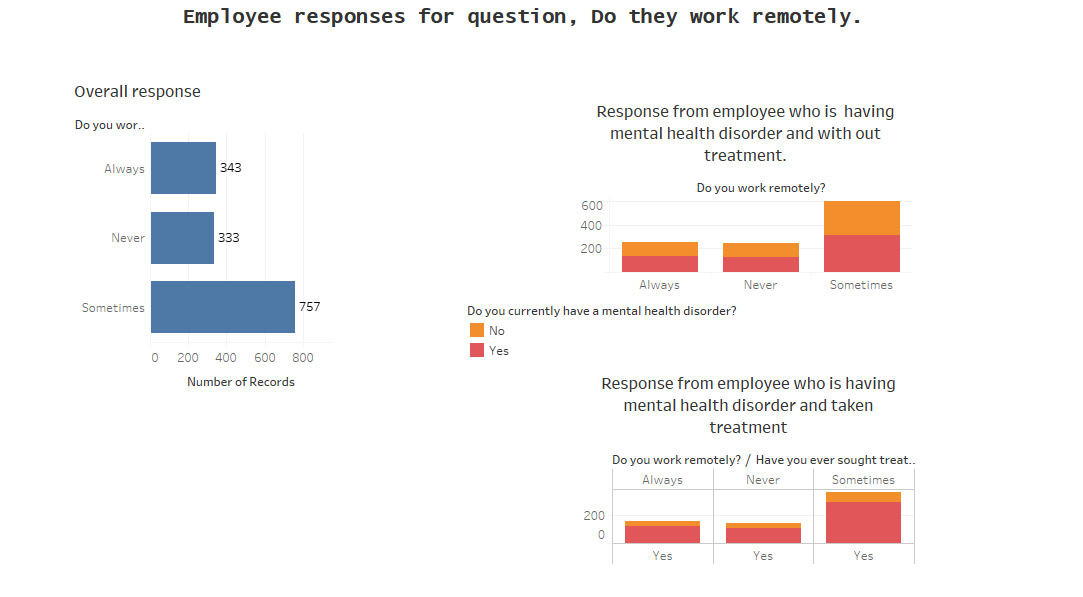 Employee responses for question, Do they work remotely.
Overall response
Do you wor..
Always
343
Never
333
Sometimes
757
0 200 400 600 800
Number of Records
Response from employee who is having
mental health disorder and with out
treatment.
Do you work remotely?
600
400
200
Always Never Sometimes
Do you currently have a mental health disorder?
No
Yes
Response from employee who is having
mental health disorder and taken
treatment
Do you work remotely? / Have you ever sought treat..
Always Never Sometimes
200
0
Yes Yes Yes